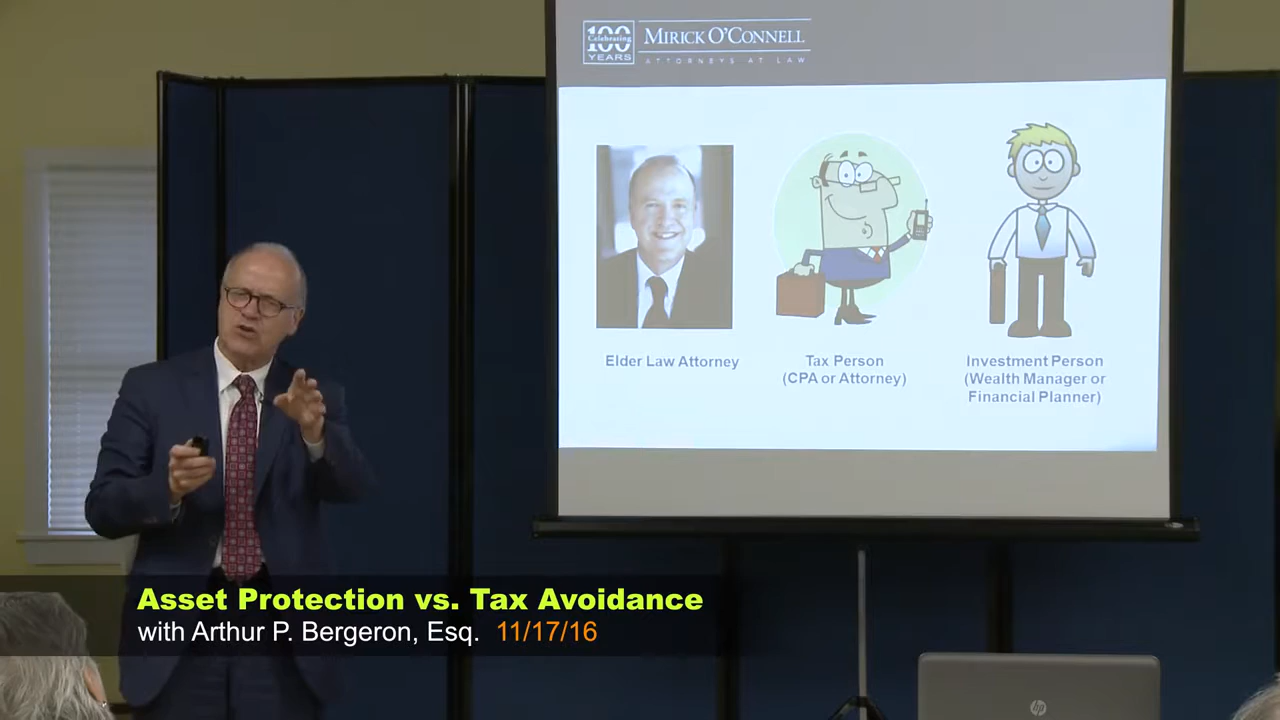 100
Celebrating
YEARS
MIRICK O'CONNELL
ATTORNEYS AT LAW
Elder Law Attorney
Tax Person
(CPA or Attorney)
Investment Person
(Wealth Manager or
Financial Planner)
Asset Protection vs. Tax Avoidance
with Arthur P. Bergeron, Esq. 11/17/16
hp